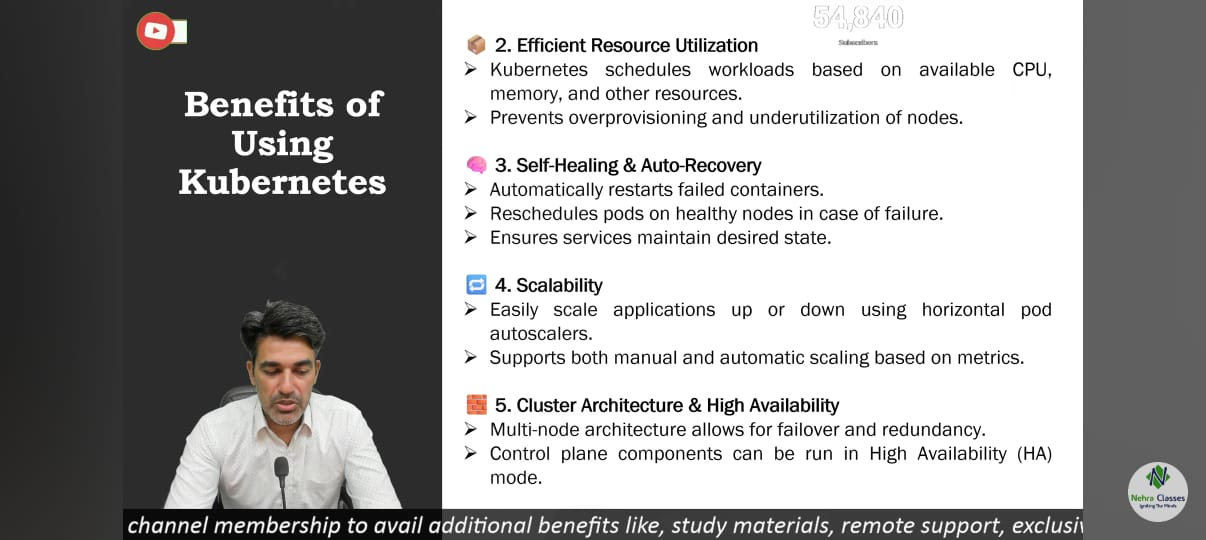 54,840
Subscribers
Benefits of
Using
Kubernetes
2. Efficient Resource Utilization
➢ Kubernetes schedules workloads based on available CPU,
memory, and other resources.
➢ Prevents overprovisioning and underutilization of nodes.
3. Self-Healing & Auto-Recovery
➢ Automatically restarts failed containers.
➢ Reschedules pods on healthy nodes in case of failure.
➢ Ensures services maintain desired state.
4. Scalability
➢ Easily scale applications up or down using horizontal pod
autoscalers.
➢ Supports both manual and automatic scaling based on metrics.
5. Cluster Architecture & High Availability
➢ Multi-node architecture allows for failover and redundancy.
➢ Control plane components can be run in High Availability (HA)
mode.
Nehra Classes
Igniting The Minds
channel membership to avail additional benefits like, study materials, remote support, exclusiv